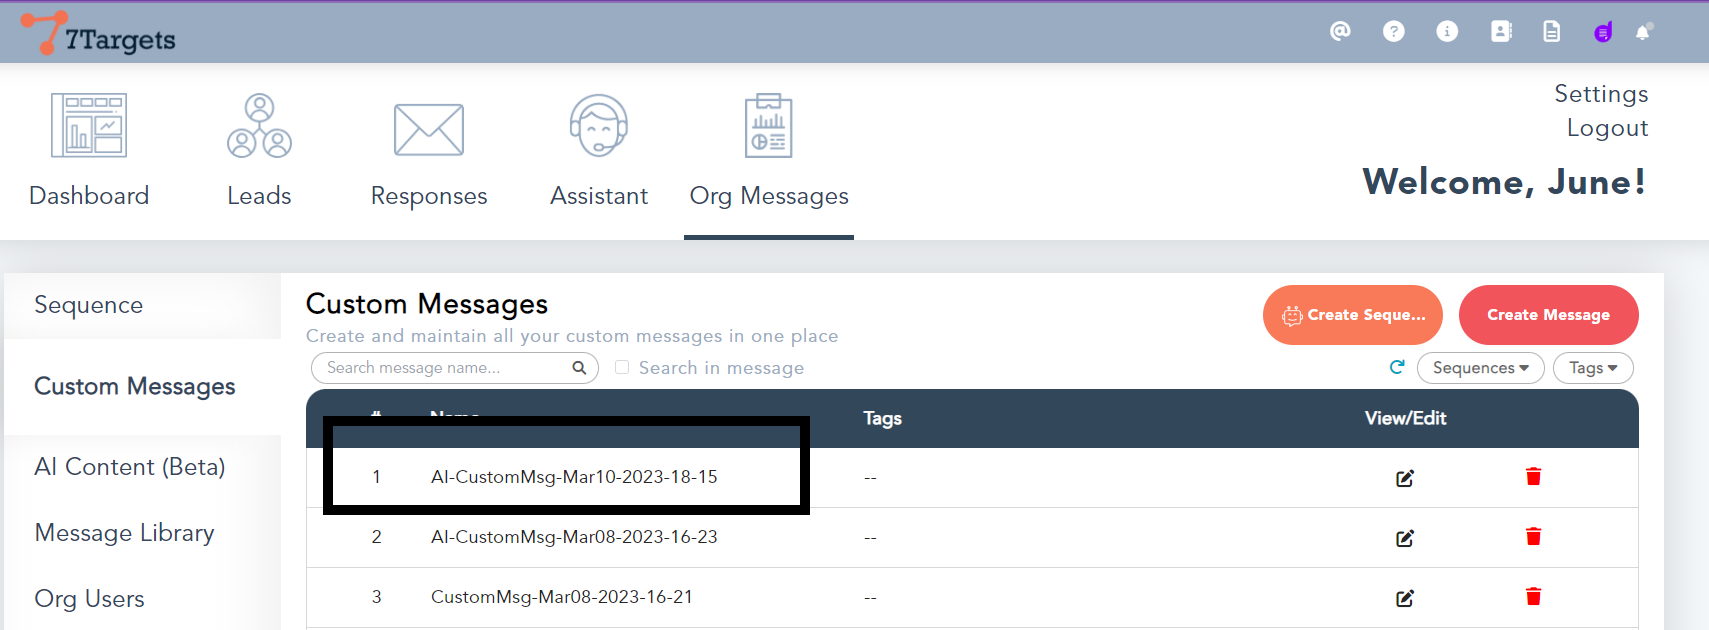 7Targets
Settings
Logout
Welcome, June!
Dashboard
Leads
Responses
Assistant
Org Messages
Sequence
Custom Messages
AI Content (Beta)
Message Library
Org Users
Custom Messages
Create and maintain all your custom messages in one place
Create Seque...
Create Message
Search message name...
Search in message
Sequences
Tags
# Name Tags View/Edit
1 AI-CustomMsg-Mar10-2023-18-15 --
2 AI-CustomMsg-Mar08-2023-16-23 --
3 CustomMsg-Mar08-2023-16-21 --